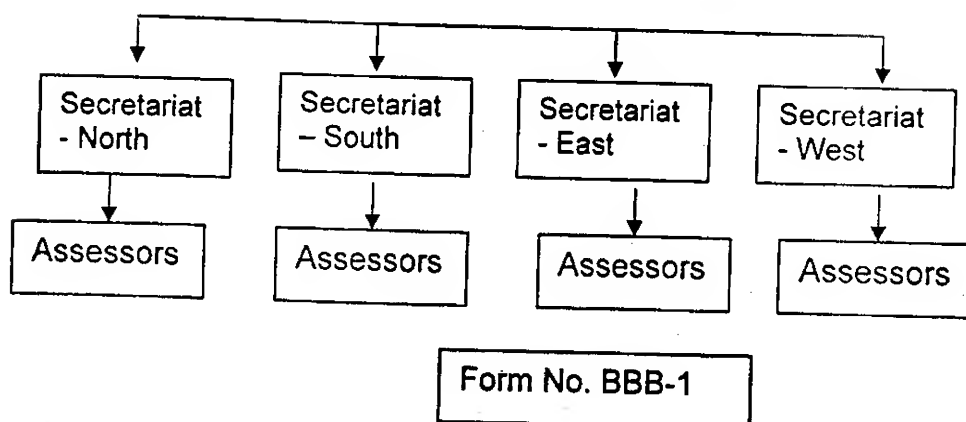 Secretariat
- North
Secretariat
– South
Secretariat
- East
Secretariat
- West
Assessors
Assessors
Assessors
Assessors
Form No. BBB-1